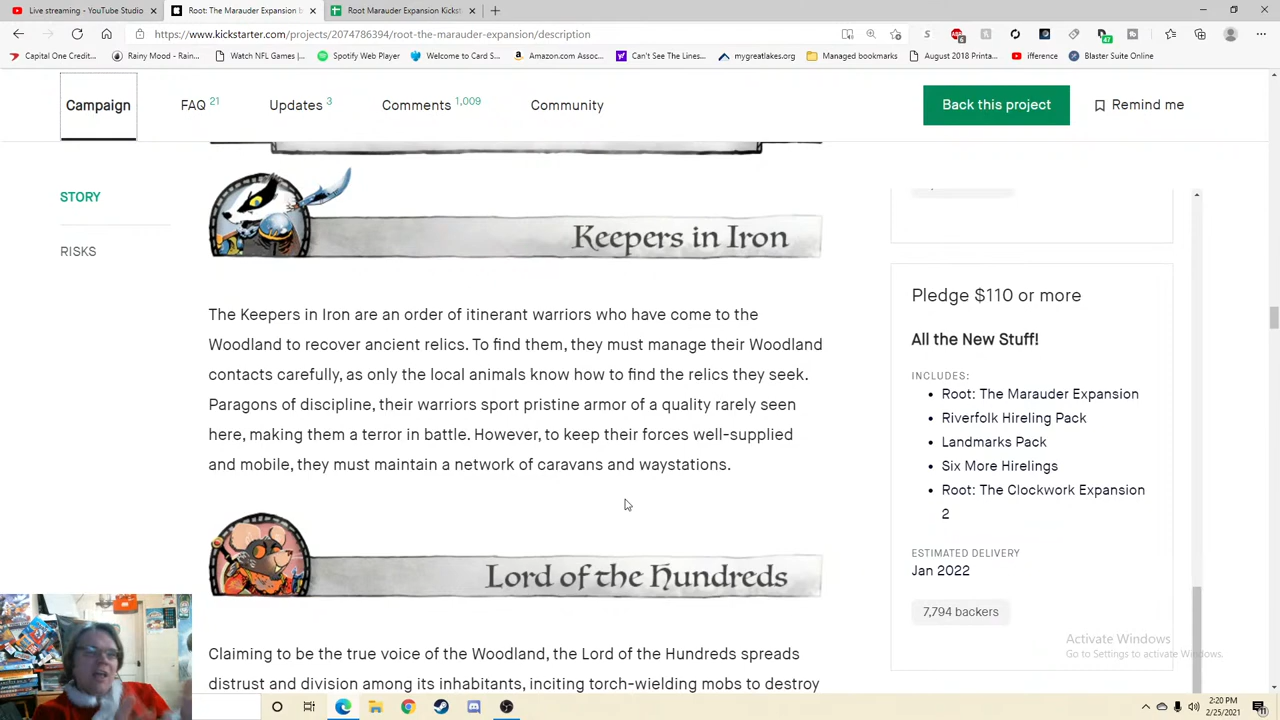 Live streaming - YouTube Studio
Root: The Marauder Expansion b
Root Marauder Expansion Kickst
https://www.kickstarter.com/projects/2074786394/root-the-marauder-expansion/description
Capital One Credit...
Rainy Mood • Rain...
Watch NFL Games (...
Spotify Web Player
Welcome to Card S...
Amazon.com Assoc...
Can't See The Lines...
mygreatlakes.org
Managed bookmarks
August 2018 Printa...
ifference
Blaster Suite Online
Campaign
FAQ 21
Updates 3
Comments 1,009
Community
Back this project
Remind me
STORY
RISKS
Keepers in Iron
The Keepers in Iron are an order of itinerant warriors who have come to the
Woodland to recover ancient relics. To find them, they must manage their Woodland
contacts carefully, as only the local animals know how to find the relics they seek.
Paragons of discipline, their warriors sport pristine armor of a quality rarely seen
here, making them a terror in battle. However, to keep their forces well-supplied
and mobile, they must maintain a network of caravans and waystations.
Lord of the Hundreds
Claiming to be the true voice of the Woodland, the Lord of the Hundreds spreads
distrust and division among its inhabitants, inciting torch-wielding mobs to destroy
Pledge $110 or more
All the New Stuff!
INCLUDES:
• Root: The Marauder Expansion
• Riverfolk Hireling Pack
• Landmarks Pack
• Six More Hirelings
• Root: The Clockwork Expansion
2
ESTIMATED DELIVERY
Jan 2022
7,794 backers
Activate Windows
Go to Settings to activate Windows.
2:20 PM
2/25/2021